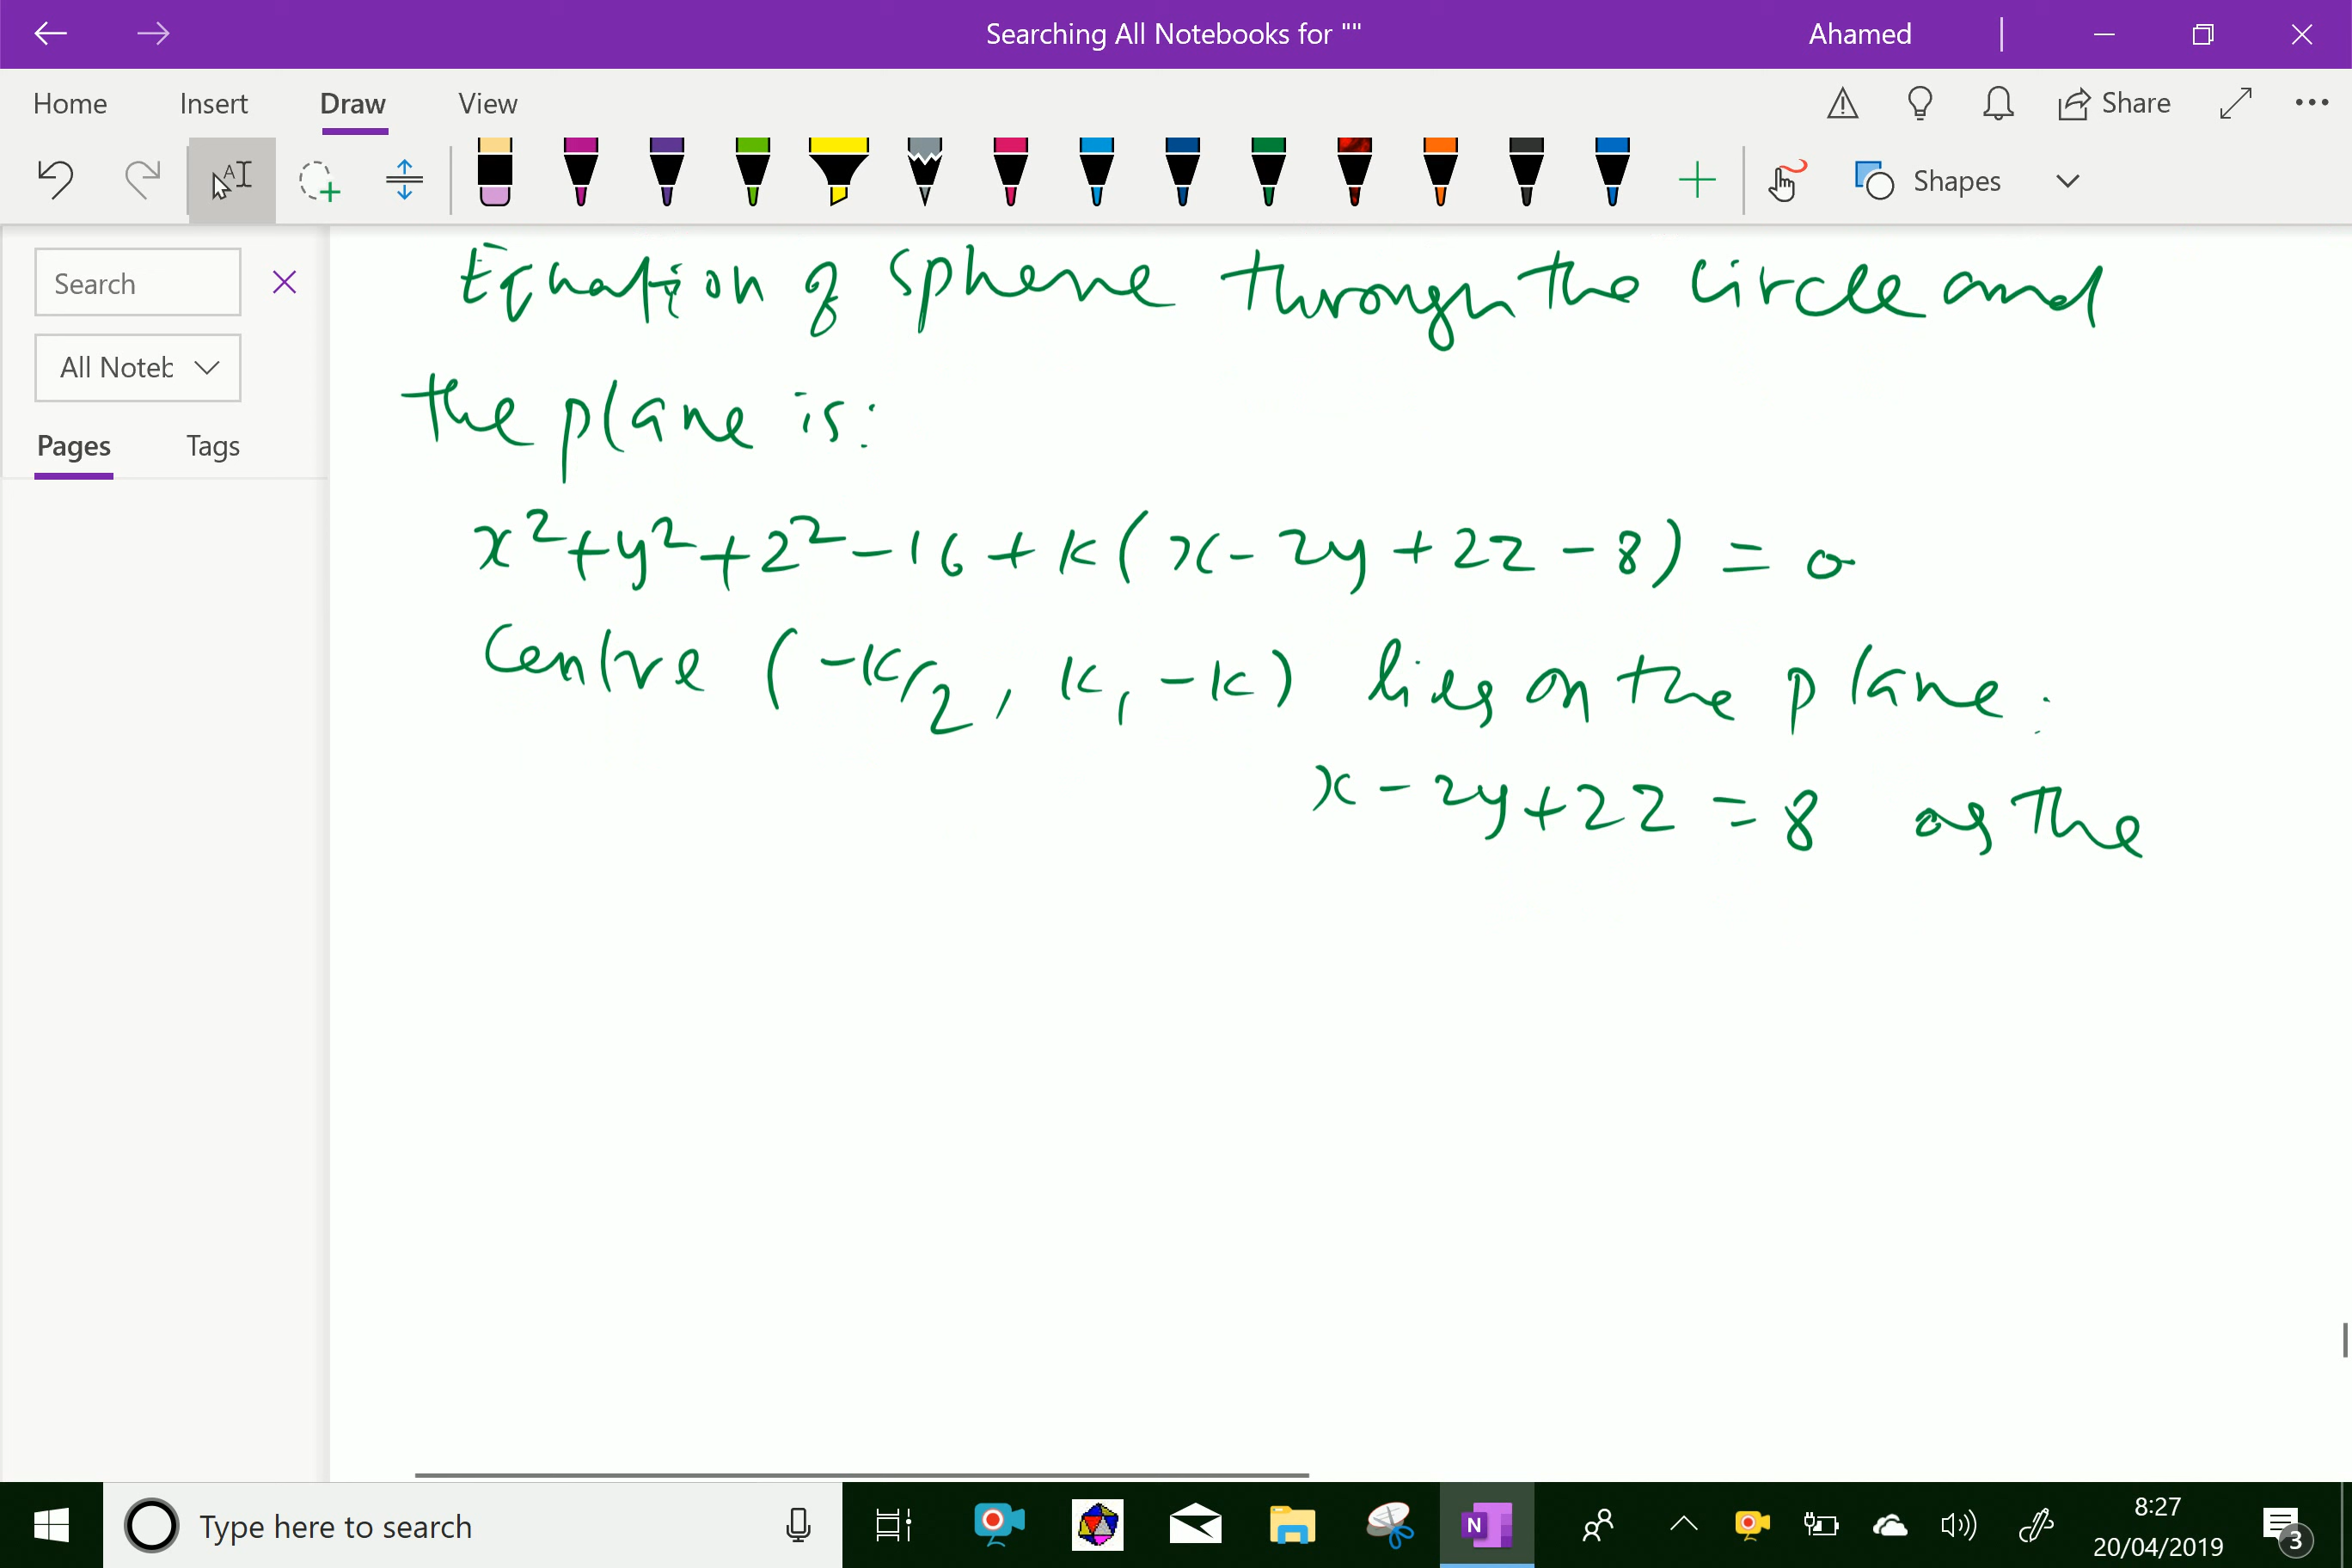 Searching All Notebooks for ""
Ahamed
Home Insert Draw View
Share
Shapes
Search
All Noteb
Pages Tags
Equation of sphere through the circle and
the plane is:
x²+y²+z²-16+k(x-2y+2z-8)=0
Centre (-k/2, k, -k) lies on the plane:
x-2y+2z=8 as the
Type here to search
N
8:27
20/04/2019
3